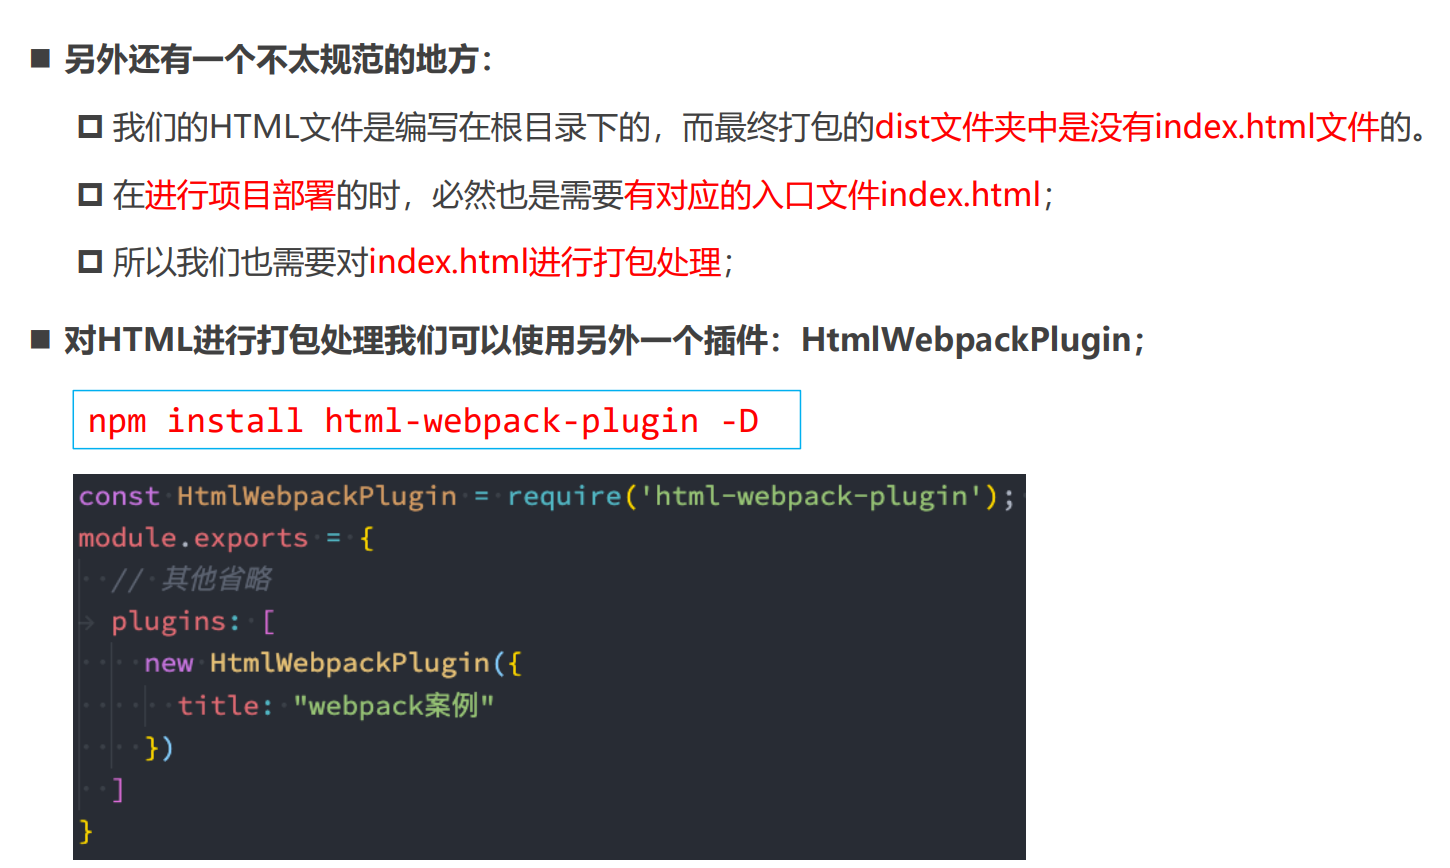 另外还有一个不太规范的地方：
我们的HTML文件是编写在根目录下的，而最终打包的dist文件夹中是没有index.html文件的。
在进行项目部署的时，必然也是需要有对应的入口文件index.html；
所以我们也需要对index.html进行打包处理；
对HTML进行打包处理我们可以使用另外一个插件：HtmlWebpackPlugin；
npm install html-webpack-plugin -D
const HtmlWebpackPlugin = require('html-webpack-plugin');
module.exports = {
// 其他省略
plugins: [
new HtmlWebpackPlugin({
title: "webpack案例"
})
]
}